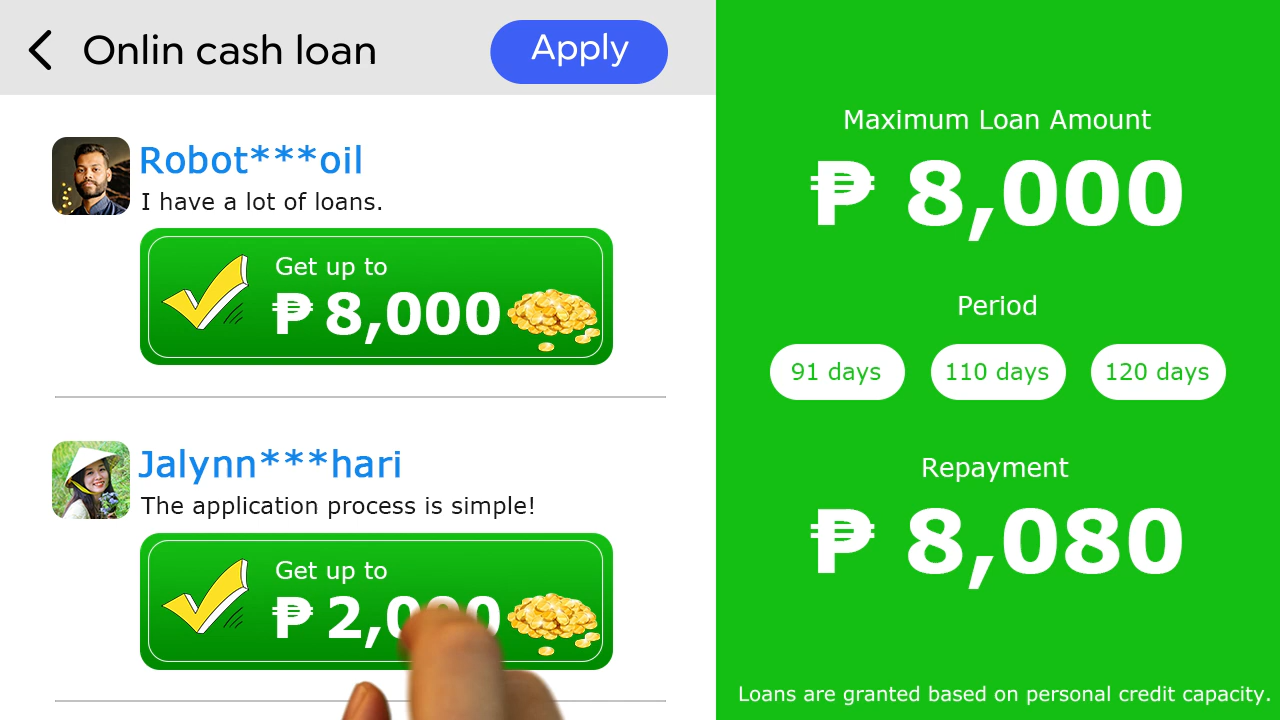 Onlin cash loan
Apply
Robot***oil
I have a lot of loans.
Get up to
₱ 8,000
Jalynn***hari
The application process is simple!
Get up to
₱ 2,000
Maximum Loan Amount
₱ 8,000
Period
91 days
110 days
120 days
Repayment
₱ 8,080
Loans are granted based on personal credit capacity.